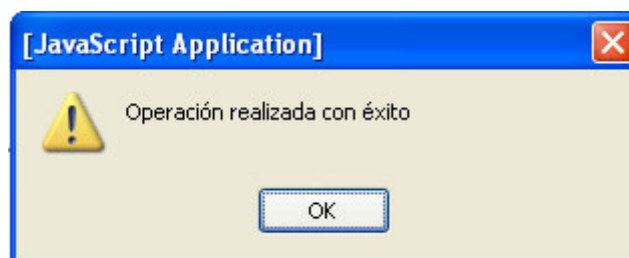 [JavaScript Application]
Operación realizada con éxito
OK